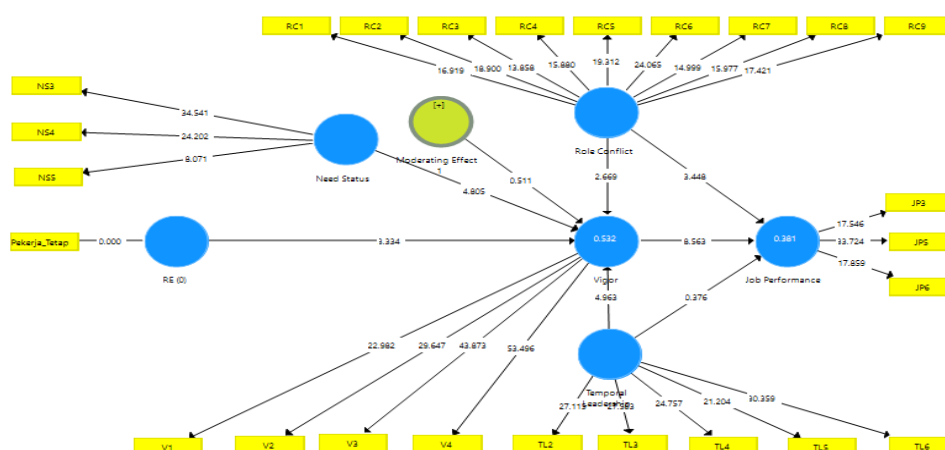 RC1 RC2 RC3 RC4 RC5 RC6 RC7 RC8 RC9
16.919 18.900 13.858 15.880 19.312 24.065 14.999 15.977 17.421
NS3
NS4
NS5
34.541
24.202
8.071
Need Status
[+]
Moderating Effect
1
Role Conflict
4.805
0.511
2.669
3.448
Pekerja_Tetap
0.000
RE (0)
3.334
0.532
Vigor
8.563
0.381
Job Performance
17.546
33.724
17.859
JP3
JP5
JP6
4.963
0.376
22.982
29.647
43.873
53.496
Temporal
Leadership
24.757
21.204
30.359
V1 V2 V3 V4 TL2 TL3 TL4 TL5 TL6